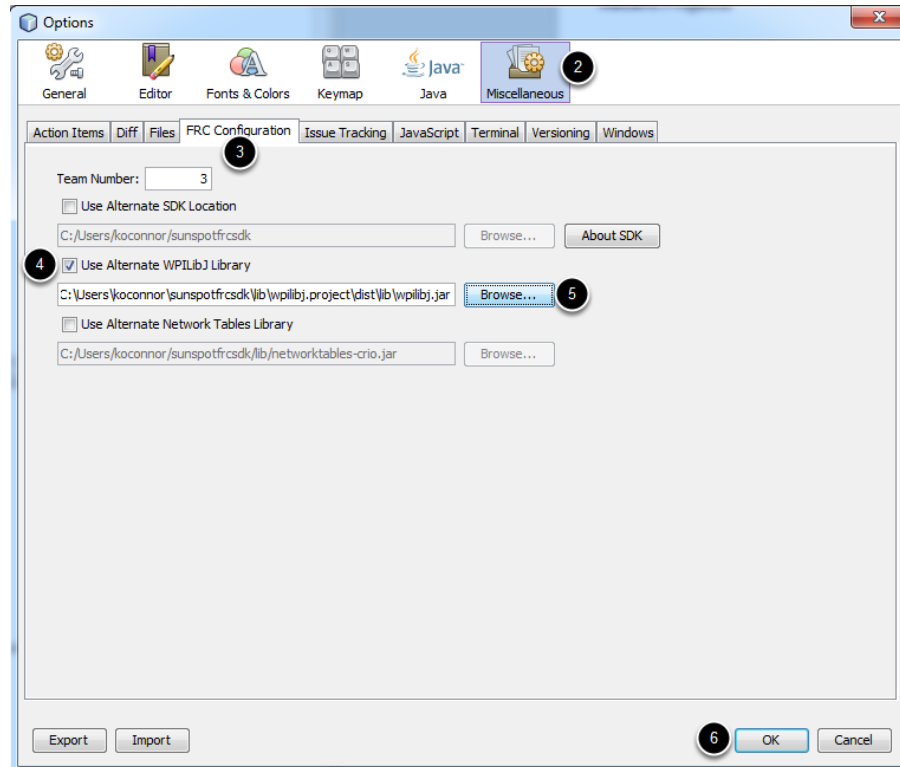 Options
General Editor Fonts & Colors Keymap Java Java Miscellaneous 2
Action Items Diff Files FRC Configuration Issue Tracking JavaScript Terminal Versioning Windows
3
Team Number: 3
Use Alternate SDK Location
C:/Users/koconnor/sunspotfrcsdk Browse... About SDK
4 Use Alternate WPILibJ Library
C:\Users\koconnor\sunspotfrcsdk\lib\wpilibj.project\dist\lib\wpilibj.jar Browse... 5
Use Alternate Network Tables Library
C:/Users/koconnor/sunspotfrcsdk/lib/networktables-crio.jar Browse...
Export Import 6 OK Cancel